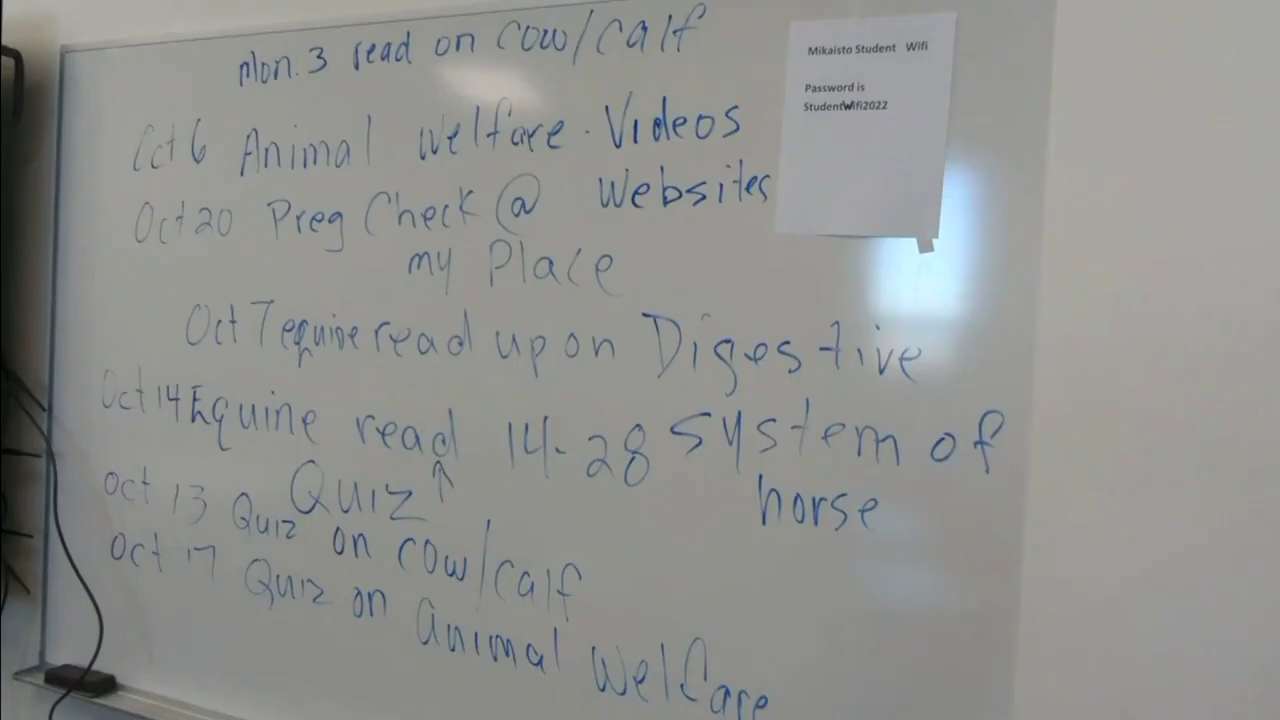 Mon. 3 read on cow/calf
Oct 6 Animal welfare. Videos
Websites
Oct 20 Preg Check @
my Place
Oct 7 equine read up on Digestive
Oct 14 Equine read 14-28 System of
horse
Quiz ↑
Oct 13 Quiz on cow/calf
Oct 17 Quiz on Animal Welfare
Mikaisto Student Wifi
Password is
StudentWifi2022